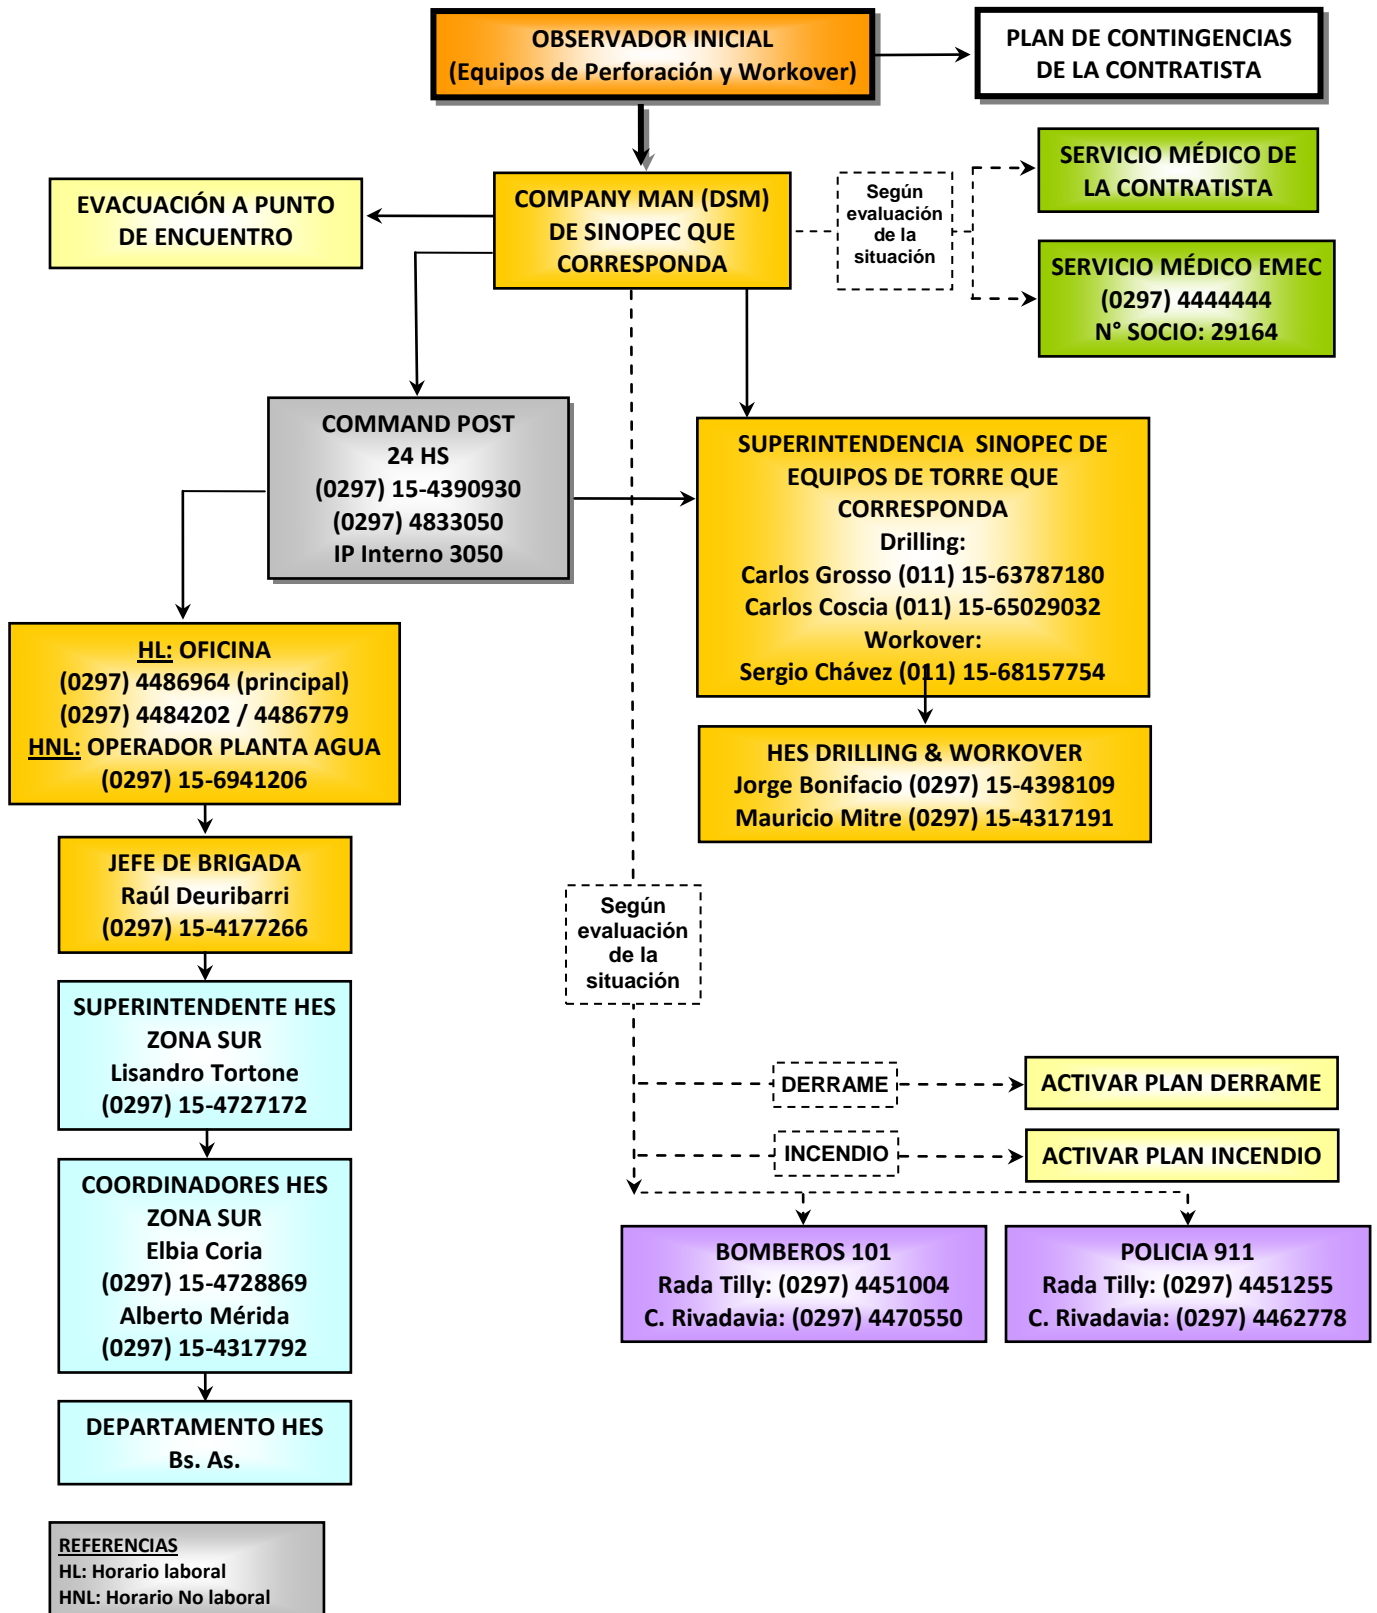 OBSERVADOR INICIAL
(Equipos de Perforación y Workover)
PLAN DE CONTINGENCIAS
DE LA CONTRATISTA
SERVICIO MÉDICO DE
LA CONTRATISTA
Según
evaluación
de la
situación
EVACUACIÓN A PUNTO
DE ENCUENTRO
COMPANY MAN (DSM)
DE SINOPEC QUE
CORRESPONDA
SERVICIO MÉDICO EMEC
(0297) 4444444
N° SOCIO: 29164
COMMAND POST
24 HS
(0297) 15-4390930
(0297) 4833050
IP Interno 3050
SUPERINTENDENCIA  SINOPEC DE
EQUIPOS DE TORRE QUE
CORRESPONDA
Drilling:
Carlos Grosso (011) 15-63787180
Carlos Coscia (011) 15-65029032
Workover:
Sergio Chávez (011) 15-68157754
HL: OFICINA
(0297) 4486964 (principal)
(0297) 4484202 / 4486779
HNL: OPERADOR PLANTA AGUA
(0297) 15-6941206
HES DRILLING & WORKOVER
Jorge Bonifacio (0297) 15-4398109
Mauricio Mitre (0297) 15-4317191
JEFE DE BRIGADA
Raúl Deuribarri
(0297) 15-4177266
Según
evaluación
de la
situación
SUPERINTENDENTE HES
ZONA SUR
Lisandro Tortone
(0297) 15-4727172
DERRAME
ACTIVAR PLAN DERRAME
INCENDIO
ACTIVAR PLAN INCENDIO
COORDINADORES HES
ZONA SUR
Elbia Coria
(0297) 15-4728869
Alberto Mérida
(0297) 15-4317792
BOMBEROS 101
Rada Tilly: (0297) 4451004
C. Rivadavia: (0297) 4470550
POLICIA 911
Rada Tilly: (0297) 4451255
C. Rivadavia: (0297) 4462778
DEPARTAMENTO HES
Bs. As.
REFERENCIAS
HL: Horario laboral
HNL: Horario No laboral